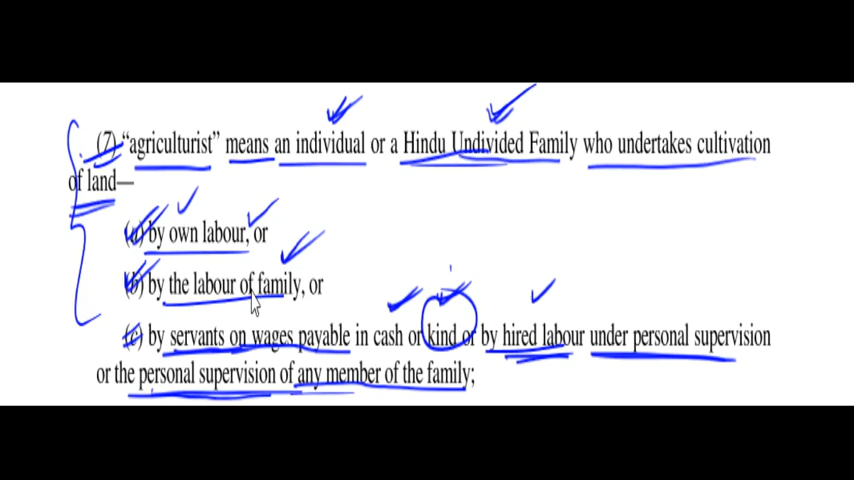 (7) “agriculturist” means an individual or a Hindu Undivided Family who undertakes cultivation
of land—
(a) by own labour, or
(b) by the labour of family, or
(c) by servants on wages payable in cash or kind or by hired labour under personal supervision
or the personal supervision of any member of the family;